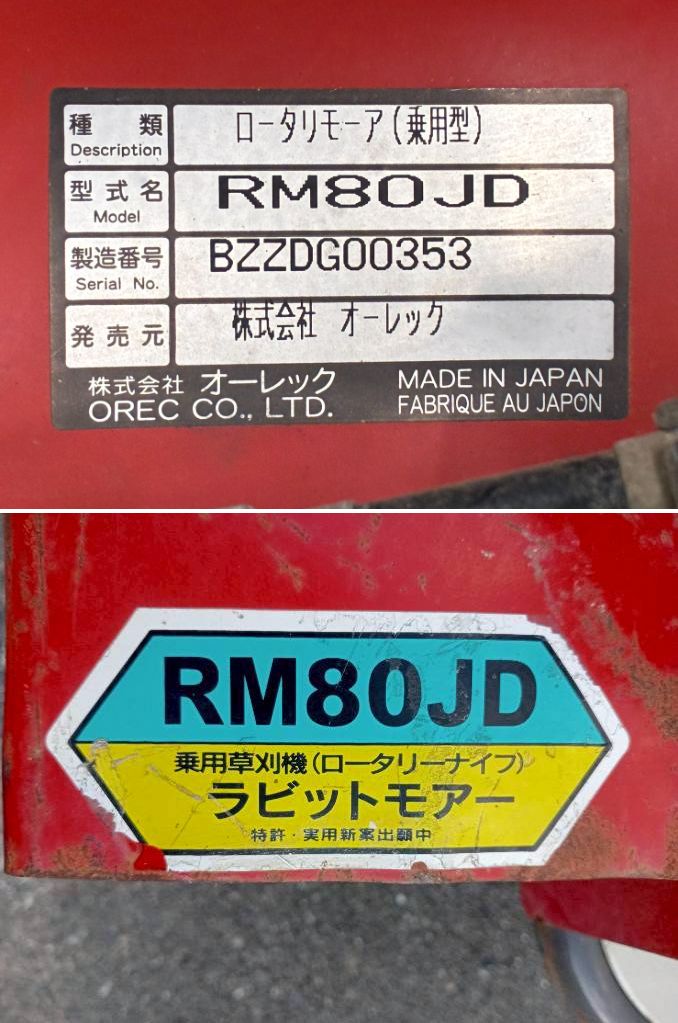 種類 ロータリモーア(乗用型)
Description
型式名 RM80JD
Model
製造番号 BZZDG00353
Serial No.
発売元 株式会社 オーレック
株式会社 オーレック MADE IN JAPAN
OREC CO., LTD. FABRIQUE AU JAPON
RM80JD
乗用草刈機(ロータリーナイフ)
ラビットモアー
特許・実用新案出願中